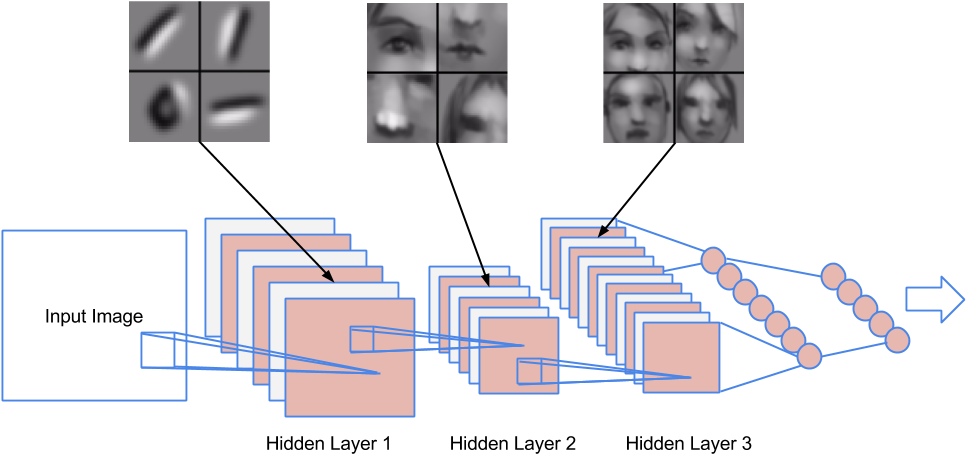 Input Image
Hidden Layer 1
Hidden Layer 2
Hidden Layer 3